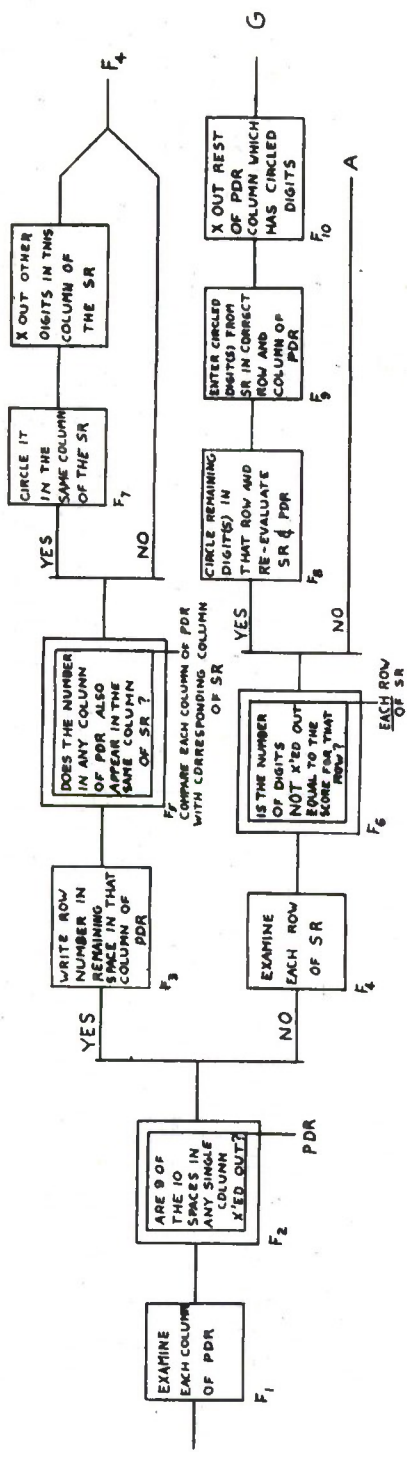 EXAMINE
EACH COLUMN
OF PDR
F1
ARE 9 OF
THE 10
SPACES IN
ANY SINGLE
COLUMN
X'ED OUT?
F2
PDR
YES
WRITE ROW
NUMBER IN
REMAINING
SPACE IN THAT
COLUMN OF
PDR
F3
DOES THE NUMBER
IN ANY COLUMN
OF PDR ALSO
APPEAR IN THE
SAME COLUMN
OF SR ?
F5
COMPARE EACH COLUMN OF PDR
WITH CORRESPONDING COLUMN
OF SR
YES
CIRCLE IT
IN THE
SAME COLUMN
OF THE SR
F7
X OUT OTHER
DIGITS IN THIS
COLUMN OF
THE SR
NO
F4
NO
EXAMINE
EACH ROW
OF SR
F4
IS THE NUMBER
OF DIGITS
NOT X'ED OUT
EQUAL TO THE
SCORE FOR THAT
ROW?
F6
EACH ROW
OF SR
YES
CIRCLE REMAINING
DIGIT(S) IN
THAT ROW AND
RE-EVALUATE
SR & PDR
F8
ENTER CIRCLED
DIGIT(S) FROM
SR IN CORRECT
ROW AND
COLUMN OF
PDR
F9
X OUT REST
OF PDR
COLUMN WHICH
HAS CIRCLED
DIGITS
F10
G
NO
A